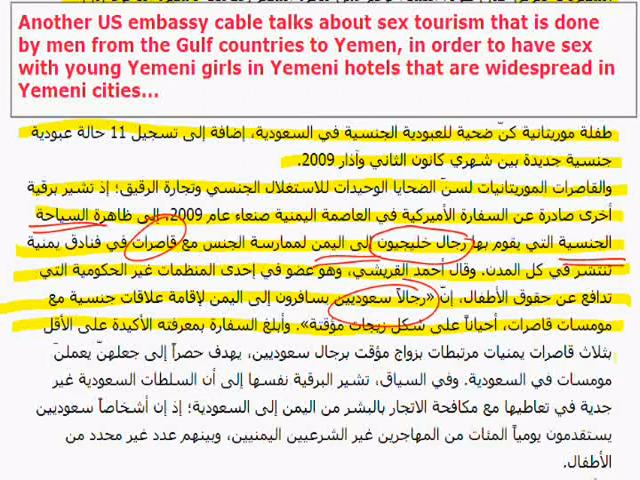 Another US embassy cable talks about sex tourism that is done
by men from the Gulf countries to Yemen, in order to have sex
with young Yemeni girls in Yemeni hotels that are widespread in
Yemeni cities...
طفلة موريتانية كنّ ضحية للعبودية الجنسية في السعودية، إضافة إلى تسجيل 11 حالة عبودية
جنسية جديدة بين شهري كانون الثاني وآذار 2009.
والقاصرات الموريتانيات لسنَ الضحايا الوحيدات للاستغلال الجنسي وتجارة الرقيق؛ إذ تشير برقية
أخرى صادرة عن السفارة الأميركية في العاصمة اليمنية صنعاء عام 2009، إلى ظاهرة السياحة
الجنسية التي يقوم بها رجال خليجيون إلى اليمن لممارسة الجنس مع قاصرات في فنادق يمنية
تنتشر في كل المدن. وقال أحمد القريشي، وهو عضو في إحدى المنظمات غير الحكومية التي
تدافع عن حقوق الأطفال، إنّ «رجالاً سعوديين يسافرون إلى اليمن لإقامة علاقات جنسية مع
مومسات قاصرات، أحياناً على شكل زيجات مؤقتة». وأبلغ السفارة بمعرفته الأكيدة على الأقل
بثلاث قاصرات يمنيات مرتبطات بزواج مؤقت برجال سعوديين، يهدف حصراً إلى جعلهنّ يعملنَ
مومسات في السعودية. وفي السياق، تشير البرقية نفسها إلى أن السلطات السعودية غير
جدية في تعاطيها مع مكافحة الاتجار بالبشر من اليمن إلى السعودية؛ إذ إن أشخاصاً سعوديين
يستقدمون يومياً المئات من المهاجرين غير الشرعيين اليمنيين، وبينهم عدد غير محدد من
الأطفال.